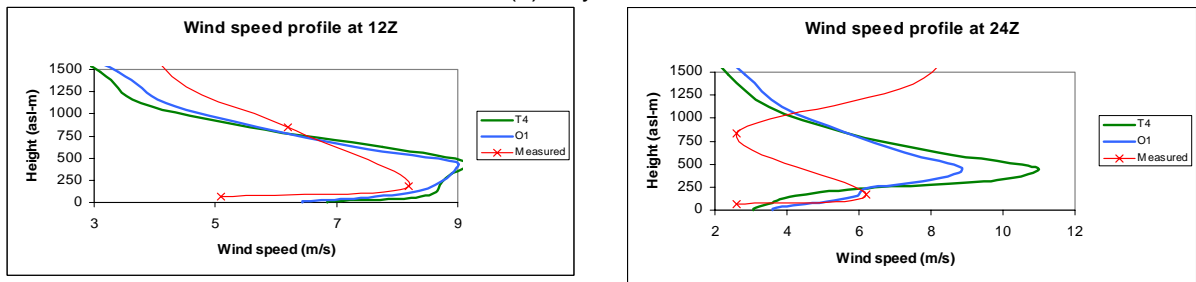 Wind speed profile at 12Z
1500
1250
1000
750
500
250
0
3
5
7
9
Height (asl-m)
Wind speed (m/s)
T4
O1
Measured
Wind speed profile at 24Z
1500
1250
1000
750
500
250
0
2
4
6
8
10
12
Height (asl-m)
Wind speed (m/s)
T4
O1
Measured